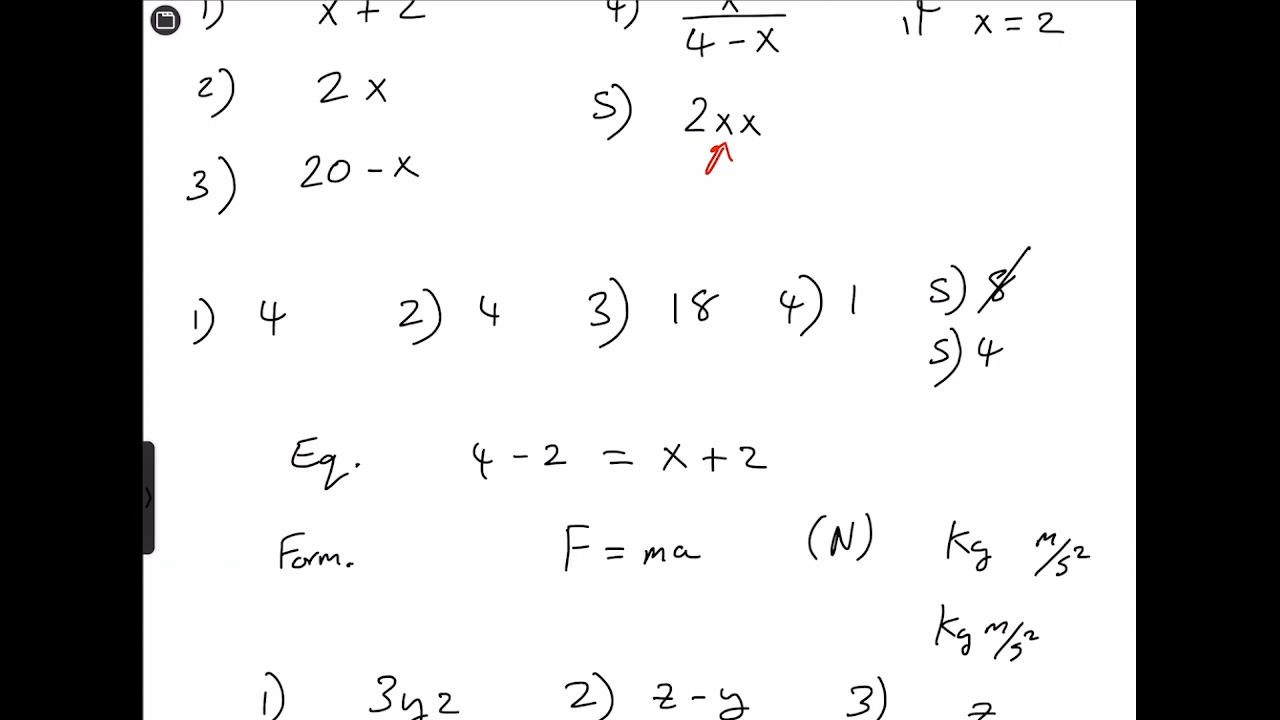 1) x + 2 4) x / 4 - x if x = 2
2) 2x
5) 2xx
3) 20 - x
1) 4 2) 4 3) 18 4) 1 5) 8
5) 4
Eq. 4 - 2 = x + 2
Form. F = ma (N) Kg m/s²
Kg m/s²
1) 3yz 2) z - y 3) z